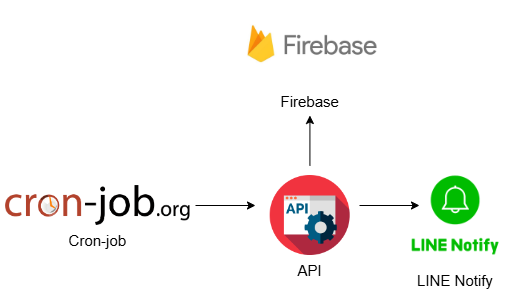 Firebase
Firebase
cron-job.org
Cron-job
API
API
LINE Notify
LINE Notify